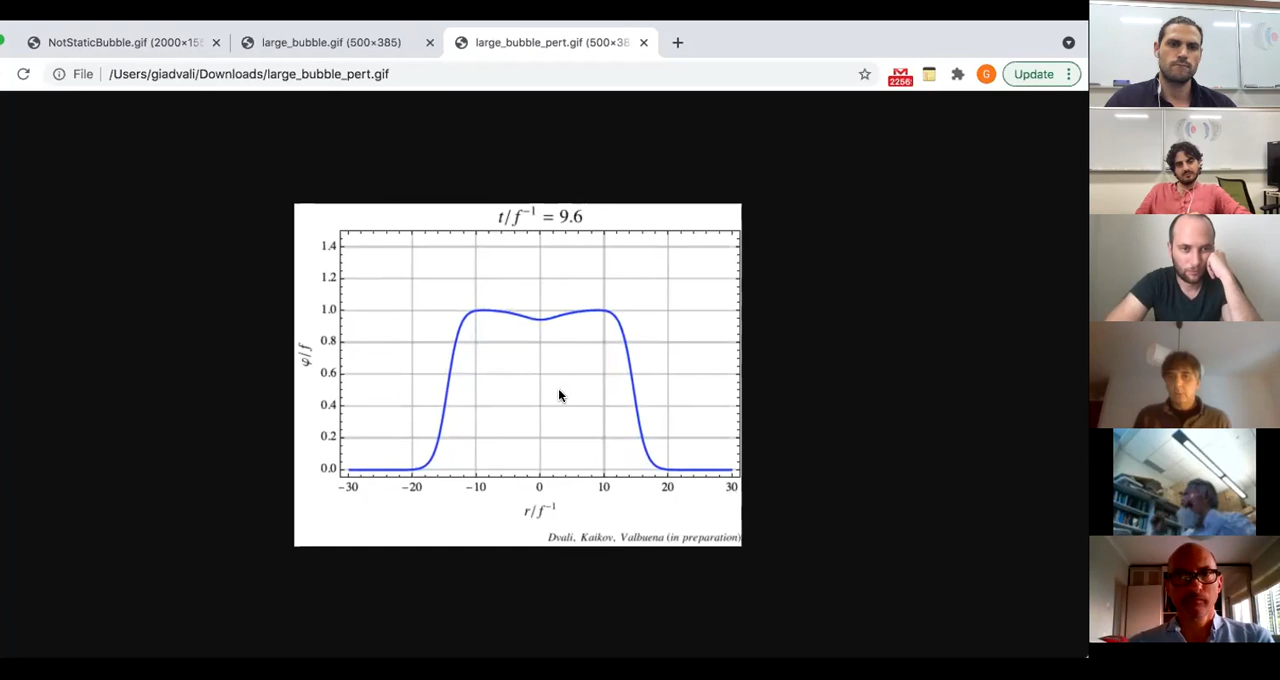 NotStaticBubble.gif (2000×15
large_bubble.gif (500×385)
large_bubble_pert.gif (500×38
File
/Users/giadvali/Downloads/large_bubble_pert.gif
2256
G
Update
t/f⁻¹ = 9.6
1.4
1.2
1.0
0.8
0.6
0.4
0.2
0.0
φ/f
−30 −20 −10 0 10 20 30
r/f⁻¹
Dvali, Kaikov, Valbuena (in preparation)